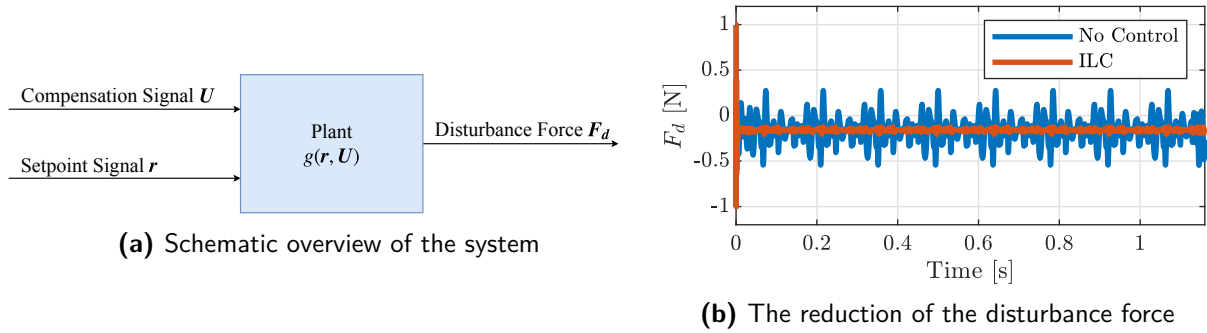 Compensation Signal U
Setpoint Signal r
Plant
g(r, U)
Disturbance Force F_d
(a) Schematic overview of the system
F_d [N]
1
0.5
0
-0.5
-1
0
0.2
0.4
0.6
0.8
1
Time [s]
No Control
ILC
(b) The reduction of the disturbance force